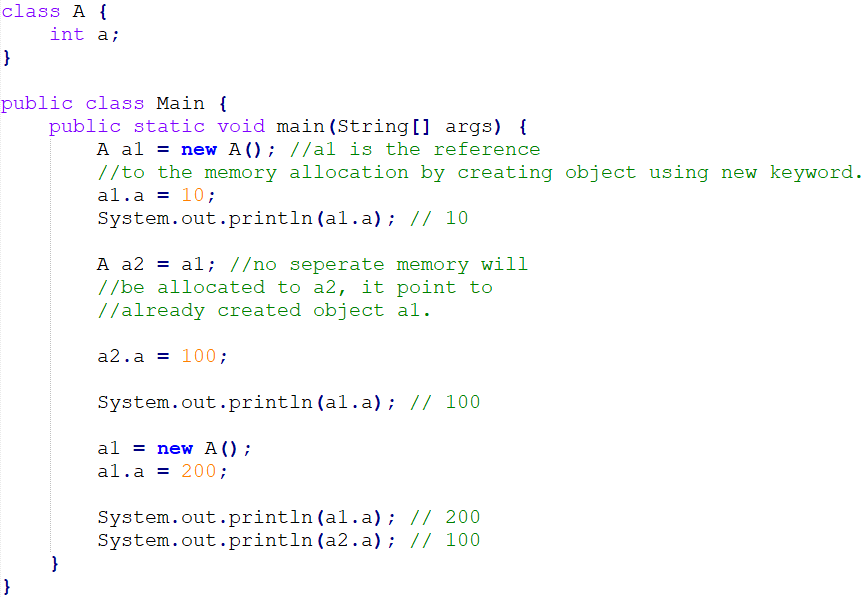 class A {
    int a;
}

public class Main {
    public static void main(String[] args) {
        A a1 = new A(); //a1 is the reference
        //to the memory allocation by creating object using new keyword.
        a1.a = 10;
        System.out.println(a1.a); // 10

        A a2 = a1; //no seperate memory will
        //be allocated to a2, it point to
        //already created object a1.

        a2.a = 100;

        System.out.println(a1.a); // 100

        a1 = new A();
        a1.a = 200;

        System.out.println(a1.a); // 200
        System.out.println(a2.a); // 100
    }
}